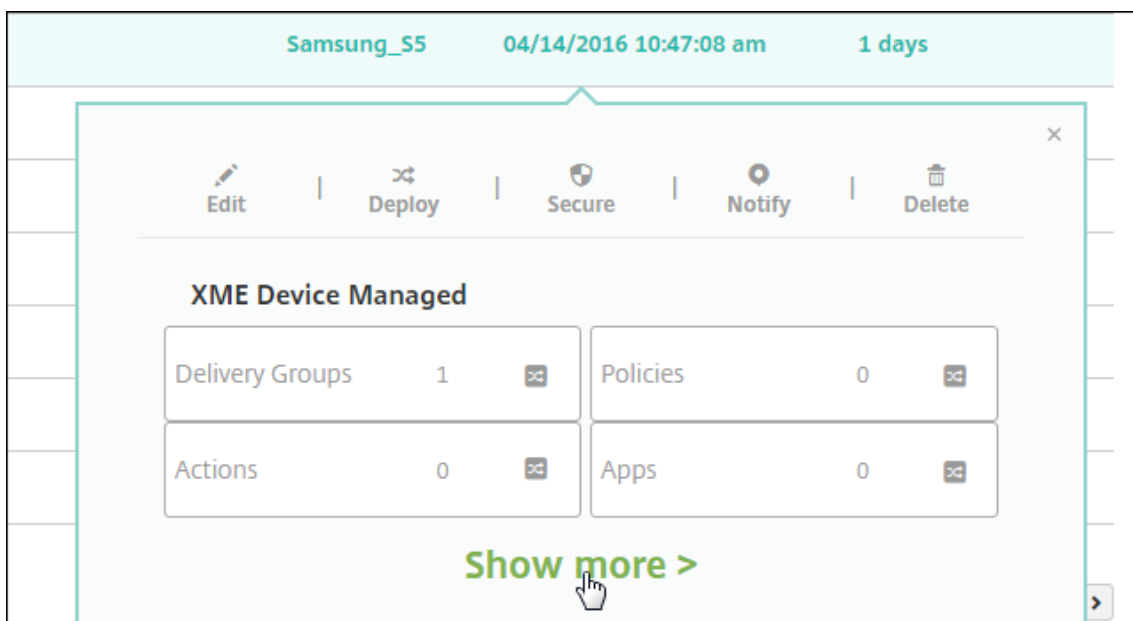 Samsung_S5 04/14/2016 10:47:08 am 1 days
×
Edit | Deploy | Secure | Notify | Delete
XME Device Managed
Delivery Groups 1 Policies 0
Actions 0 Apps 0
Show more >